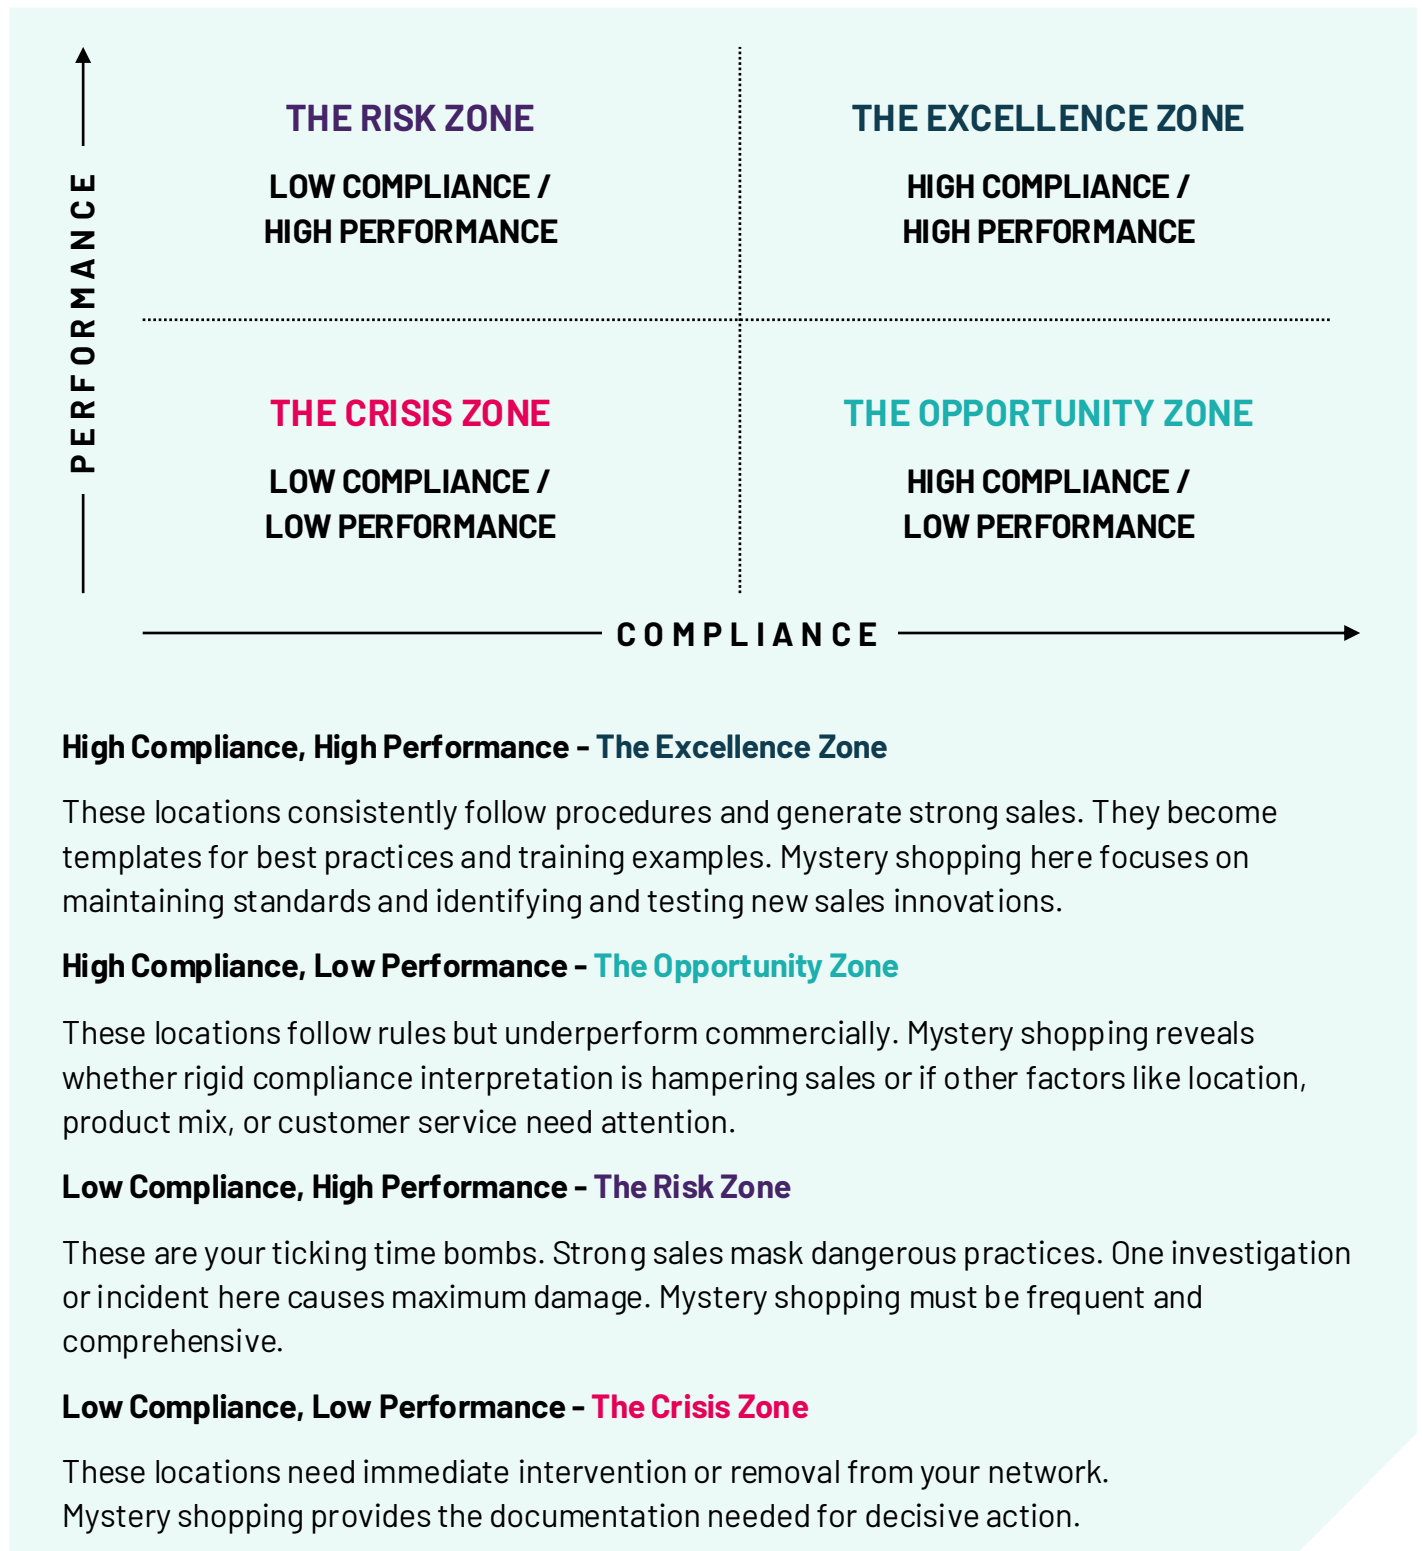 THE RISK ZONE
LOW COMPLIANCE /
HIGH PERFORMANCE
THE EXCELLENCE ZONE
HIGH COMPLIANCE /
HIGH PERFORMANCE
PERFORMANCE
THE CRISIS ZONE
LOW COMPLIANCE /
LOW PERFORMANCE
THE OPPORTUNITY ZONE
HIGH COMPLIANCE /
LOW PERFORMANCE
COMPLIANCE
High Compliance, High Performance - The Excellence Zone
These locations consistently follow procedures and generate strong sales. They become
templates for best practices and training examples. Mystery shopping here focuses on
maintaining standards and identifying and testing new sales innovations.
High Compliance, Low Performance - The Opportunity Zone
These locations follow rules but underperform commercially. Mystery shopping reveals
whether rigid compliance interpretation is hampering sales or if other factors like location,
product mix, or customer service need attention.
Low Compliance, High Performance - The Risk Zone
These are your ticking time bombs. Strong sales mask dangerous practices. One investigation
or incident here causes maximum damage. Mystery shopping must be frequent and
comprehensive.
Low Compliance, Low Performance - The Crisis Zone
These locations need immediate intervention or removal from your network.
Mystery shopping provides the documentation needed for decisive action.